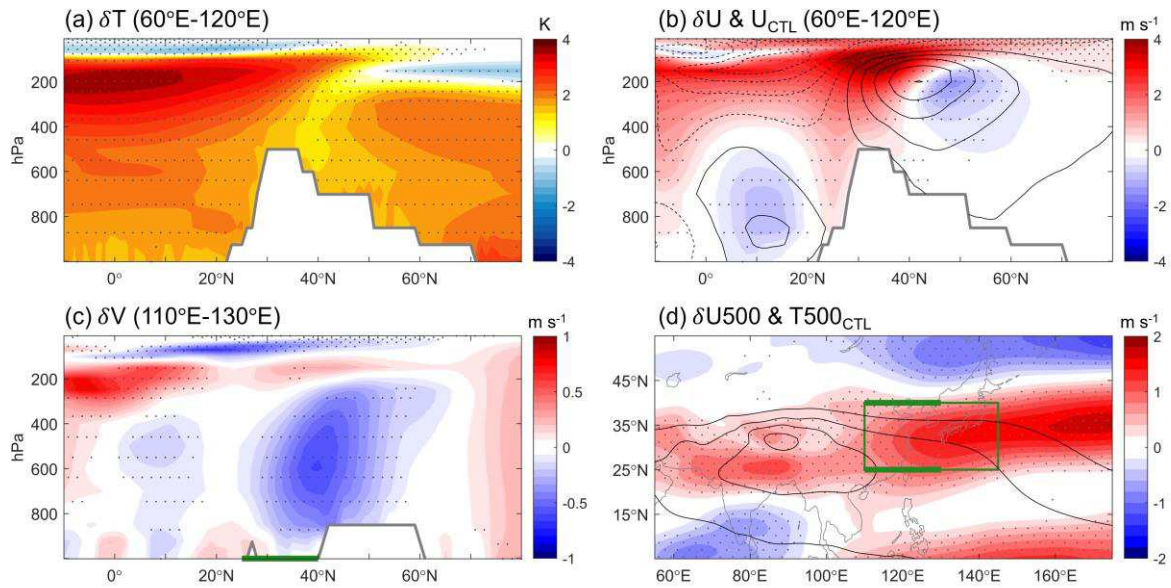 (a) δT (60°E-120°E)
K
4
2
0
-2
-4
hPa
200
400
600
800
0°
20°N
40°N
60°N
(b) δU & U_CTL (60°E-120°E)
m s⁻¹
4
2
0
-2
-4
hPa
200
400
600
800
0°
20°N
40°N
60°N
(c) δV (110°E-130°E)
m s⁻¹
1
0.5
0
-0.5
-1
hPa
200
400
600
800
0°
20°N
40°N
60°N
(d) δU500 & T500_CTL
m s⁻¹
2
1
0
-1
-2
45°N
35°N
25°N
15°N
60°E
80°E
100°E
120°E
140°E
160°E